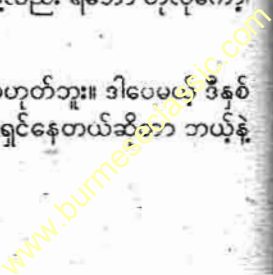 ဟုတ်ဘူး။ ဒါပေမယ့် ဒီနှစ်
ရှင်နေတယ်ဆိုတာ ဘယ့်နဲ့
www.burmeseclassic.com